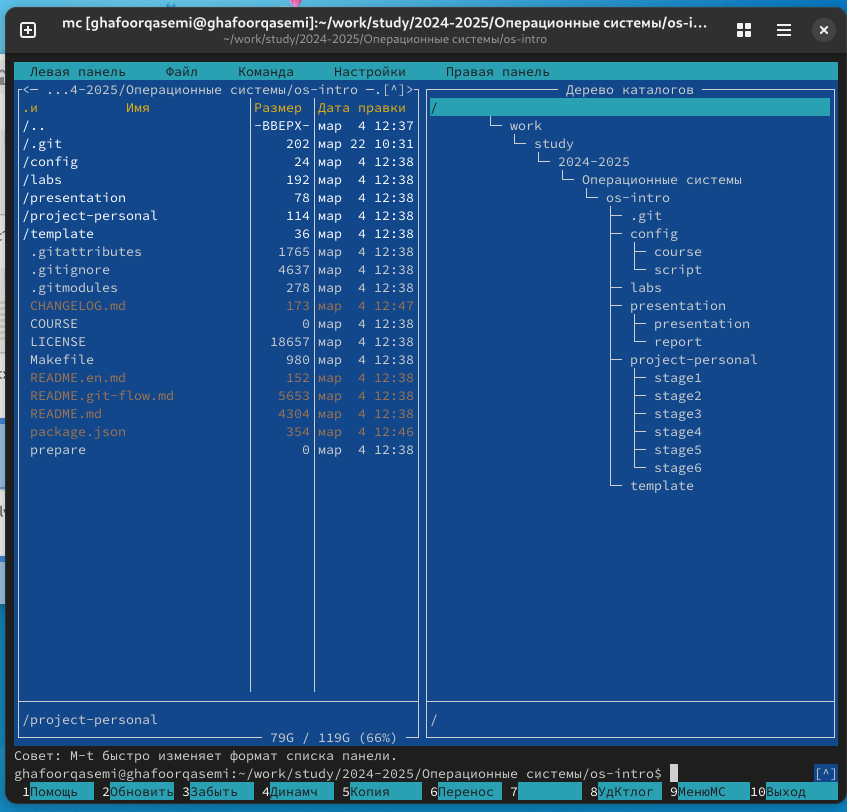 mc [ghafoorqasemi@ghafoorqasemi]:~/work/study/2024-2025/Операционные системы/os-i...
~/work/study/2024-2025/Операционные системы/os-intro
Левая панель Файл Команда Настройки Правая панель
<— ...4-2025/Операционные системы/os-intro —.[^]>
.и Имя Размер Дата правки
/.. -ВВЕРХ- мар 4 12:37
/.git 202 мар 22 10:31
/config 24 мар 4 12:38
/labs 192 мар 4 12:38
/presentation 78 мар 4 12:38
/project-personal 114 мар 4 12:38
/template 36 мар 4 12:38
.gitattributes 1765 мар 4 12:38
.gitignore 4637 мар 4 12:38
.gitmodules 278 мар 4 12:38
CHANGELOG.md 173 мар 4 12:47
COURSE 0 мар 4 12:38
LICENSE 18657 мар 4 12:38
Makefile 980 мар 4 12:38
README.en.md 152 мар 4 12:38
README.git-flow.md 5653 мар 4 12:38
README.md 4304 мар 4 12:38
package.json 354 мар 4 12:46
prepare 0 мар 4 12:38
/project-personal
79G / 119G (66%)
Дерево каталогов
/
work
study
2024-2025
Операционные системы
os-intro
.git
config
course
script
labs
presentation
presentation
report
project-personal
stage1
stage2
stage3
stage4
stage5
stage6
template
/
Совет: M-t быстро изменяет формат списка панели.
ghafoorqasemi@ghafoorqasemi:~/work/study/2024-2025/Операционные системы/os-intro$ [^]
1Помощь 2Обновить 3Забыть 4Динамч 5Копия 6Перенос 7 8УдКтлог 9МенюMC 10Выход